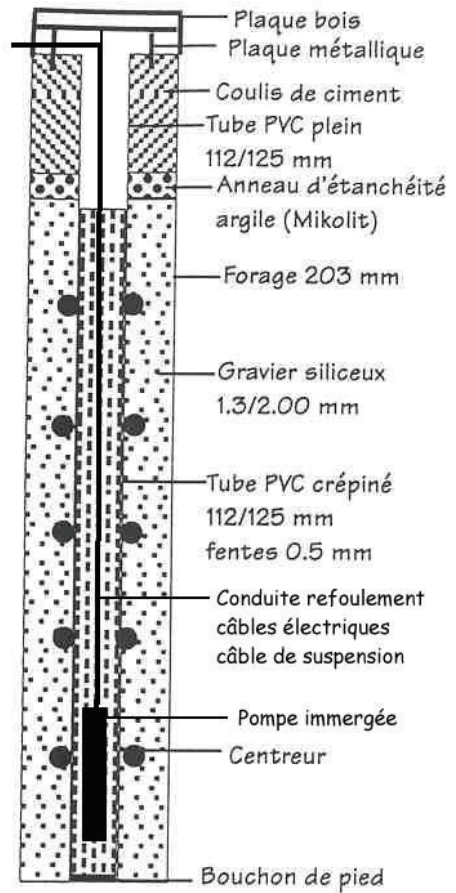 Plaque bois
Plaque métallique
Coulis de ciment
Tube PVC plein
112/125 mm
Anneau d'étanchéité
argile (Mikolit)
Forage 203 mm
Gravier siliceux
1.3/2.00 mm
Tube PVC crépiné
112/125 mm
fentes 0.5 mm
Conduite refoulement
câbles électriques
câble de suspension
Pompe immergée
Centreur
Bouchon de pied